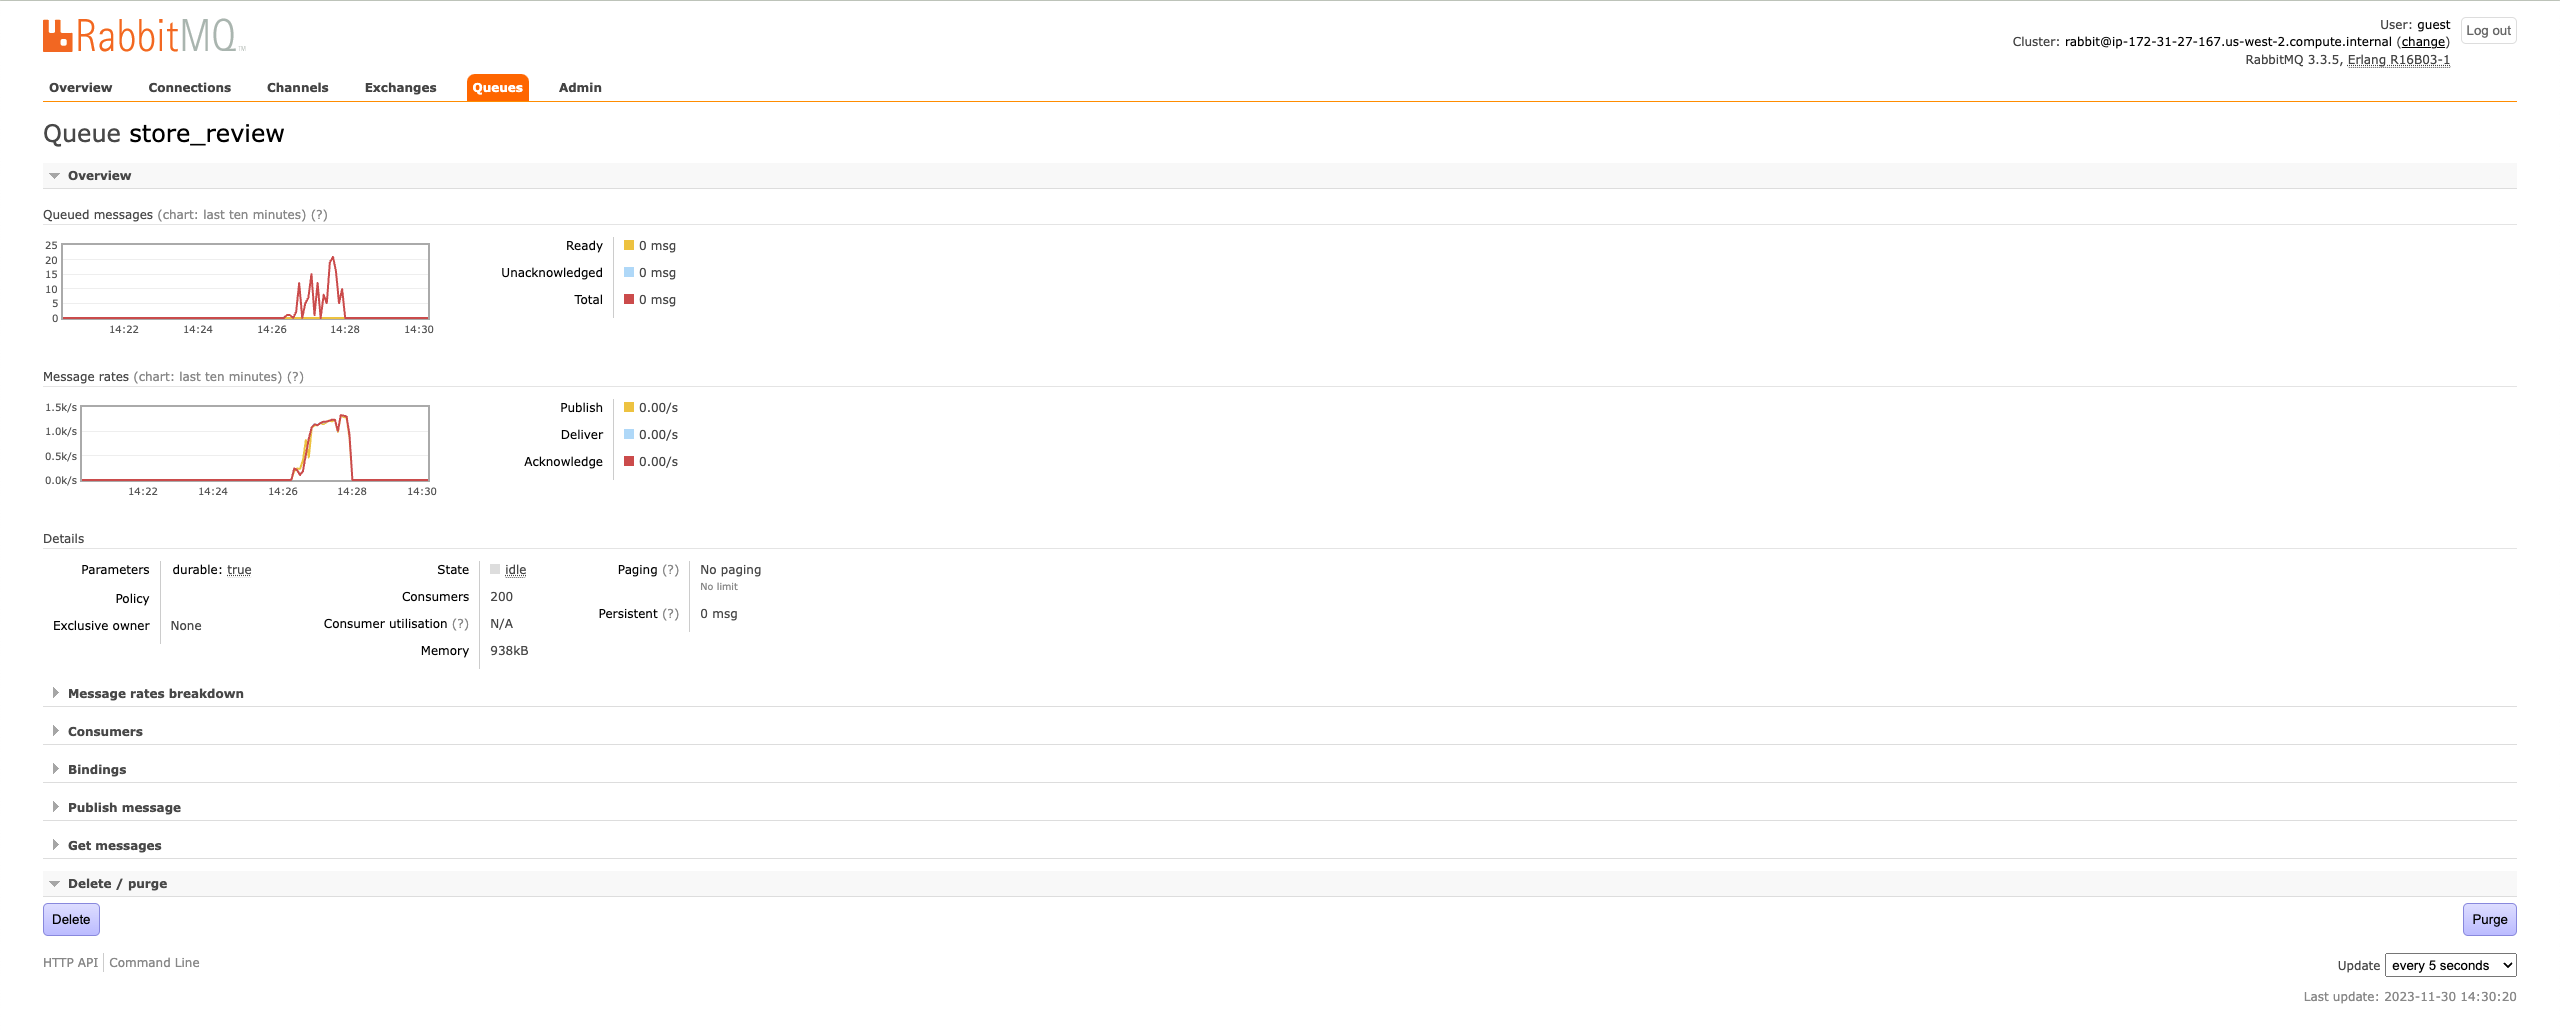 RabbitMQ TM
User: guest
Cluster: rabbit@ip-172-31-27-167.us-west-2.compute.internal (change)
RabbitMQ 3.3.5, Erlang R16B03-1
Log out
Overview Connections Channels Exchanges Queues Admin
Queue store_review
Overview
Queued messages (chart: last ten minutes) (?)
25
20
15
10
5
0
14:22 14:24 14:26 14:28 14:30
Ready 0 msg
Unacknowledged 0 msg
Total 0 msg
Message rates (chart: last ten minutes) (?)
1.5k/s
1.0k/s
0.5k/s
0.0k/s
14:22 14:24 14:26 14:28 14:30
Publish 0.00/s
Deliver 0.00/s
Acknowledge 0.00/s
Details
Parameters durable: true
Policy
Exclusive owner None
State idle
Consumers 200
Consumer utilisation (?) N/A
Memory 938kB
Paging (?) No paging
No limit
Persistent (?) 0 msg
Message rates breakdown
Consumers
Bindings
Publish message
Get messages
Delete / purge
Delete Purge
HTTP API Command Line
Update every 5 seconds
Last update: 2023-11-30 14:30:20